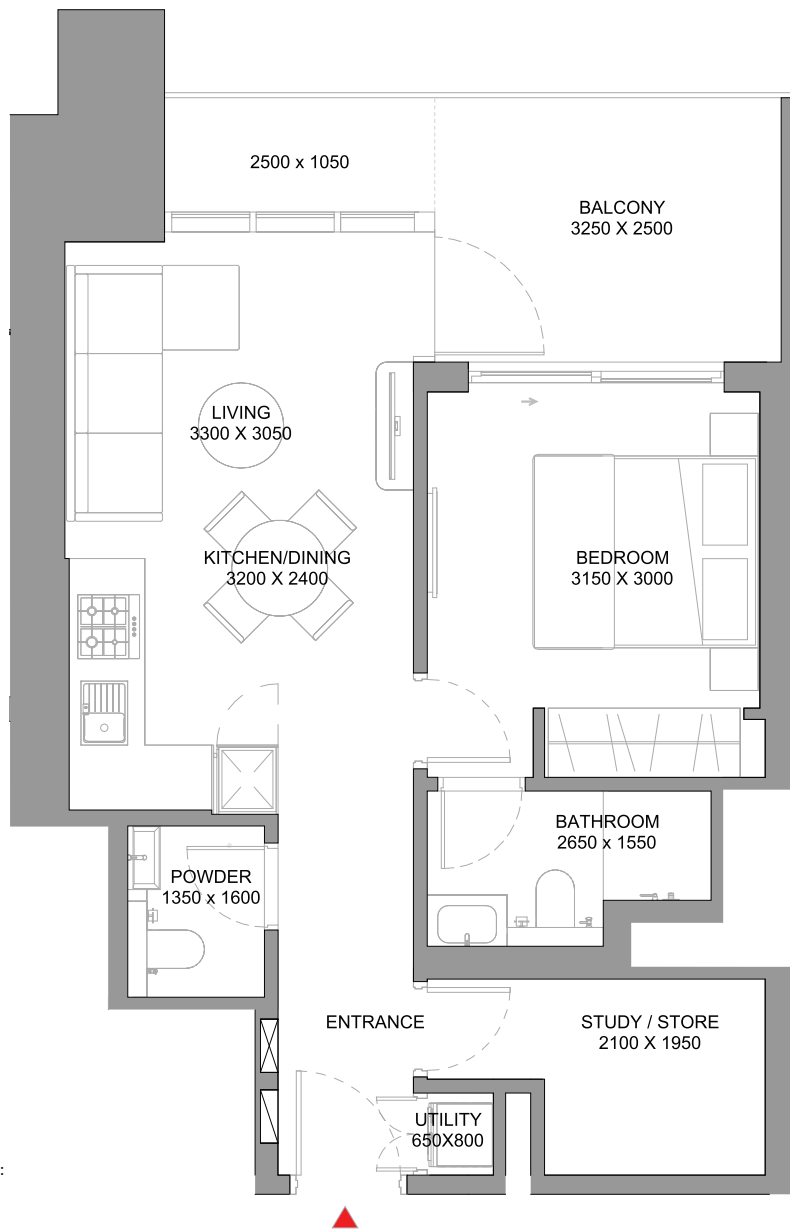 2500 x 1050
BALCONY
3250 X 2500
LIVING
3300 X 3050
KITCHEN/DINING
3200 X 2400
BEDROOM
3150 X 3000
BATHROOM
2650 x 1550
POWDER
1350 x 1600
ENTRANCE
STUDY / STORE
2100 X 1950
UTILITY
650X800
: